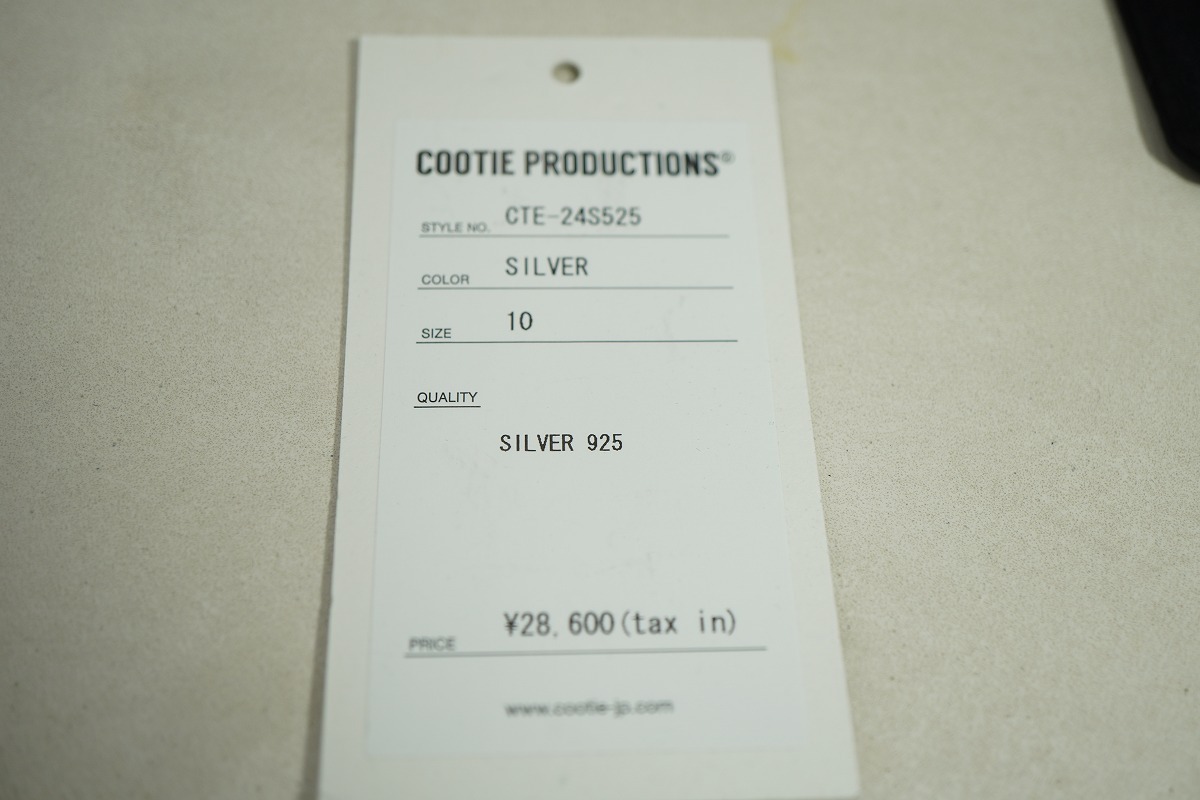 COOTIE PRODUCTIONS®
STYLE NO. CTE-24S525
COLOR SILVER
SIZE 10
QUALITY
SILVER 925
PRICE ¥28,600(tax in)
www.cootie-jp.com